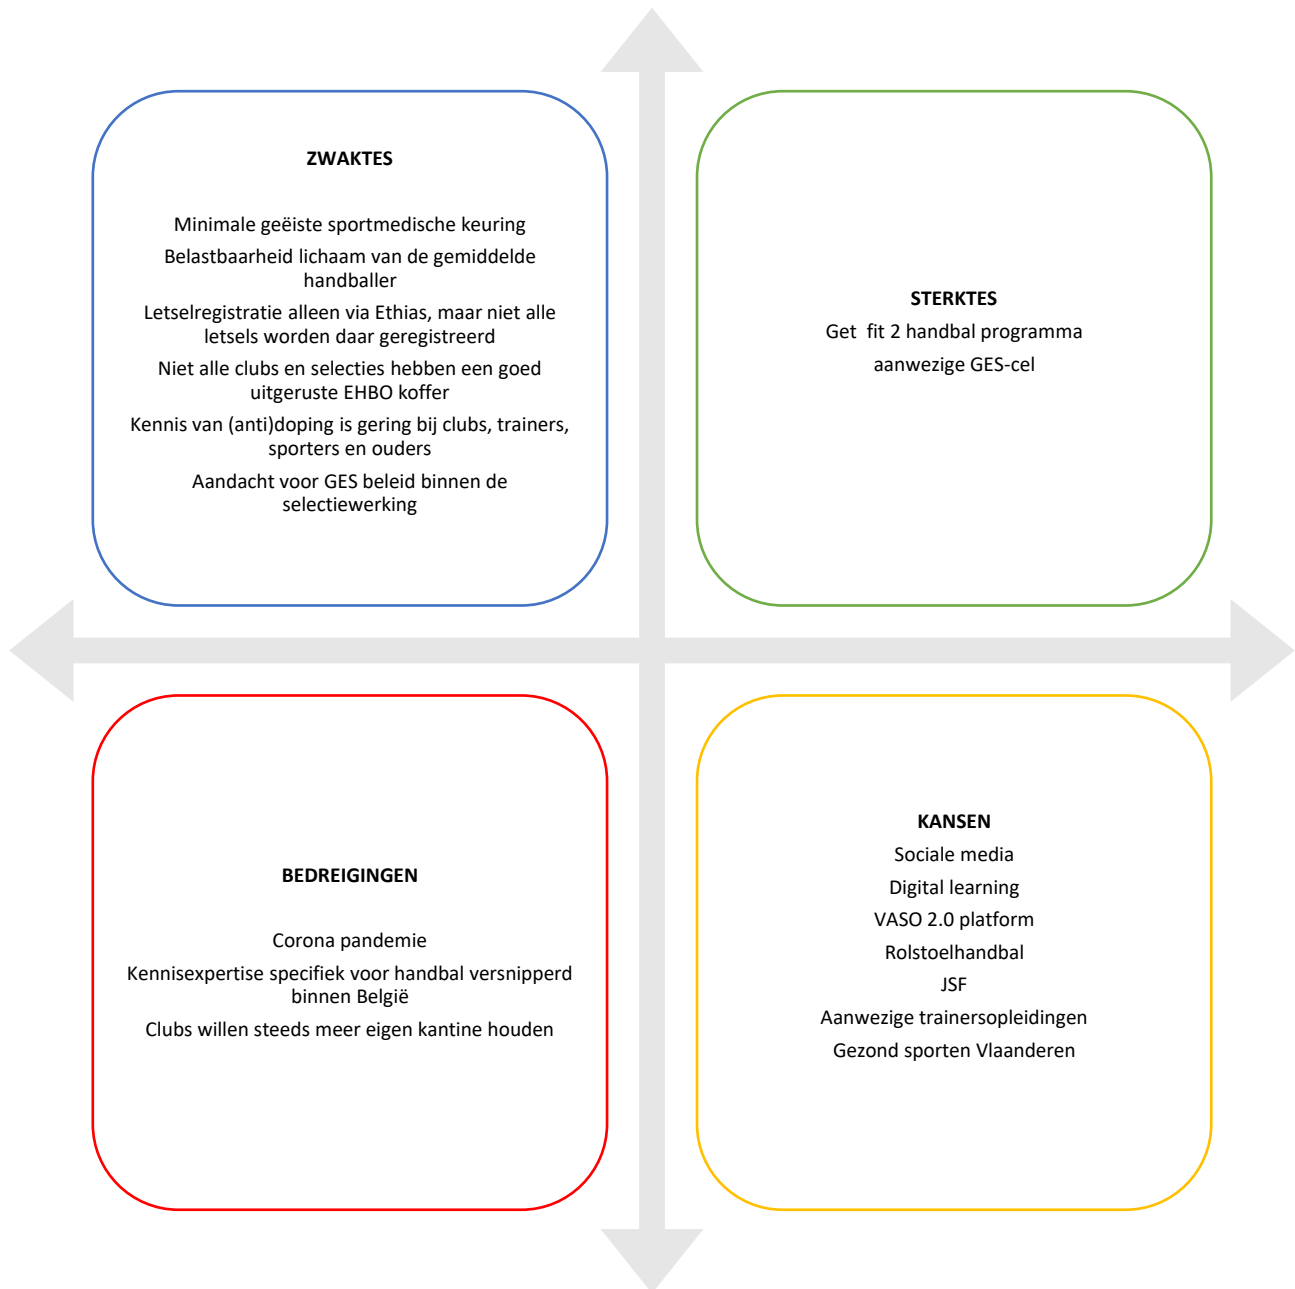 ZWAKTES
Minimale geëiste sportmedische keuring
Belastbaarheid lichaam van de gemiddelde
handballer
Letselregistratie alleen via Ethias, maar niet alle
letsels worden daar geregistreerd
Niet alle clubs en selecties hebben een goed
uitgeruste EHBO koffer
Kennis van (anti)doping is gering bij clubs, trainers,
sporters en ouders
Aandacht voor GES beleid binnen de
selectiewerking
STERKTES
Get  fit 2 handbal programma
aanwezige GES-cel
BEDREIGINGEN
Corona pandemie
Kennisexpertise specifiek voor handbal versnipperd
binnen België
Clubs willen steeds meer eigen kantine houden
KANSEN
Sociale media
Digital learning
VASO 2.0 platform
Rolstoelhandbal
JSF
Aanwezige trainersopleidingen
Gezond sporten Vlaanderen